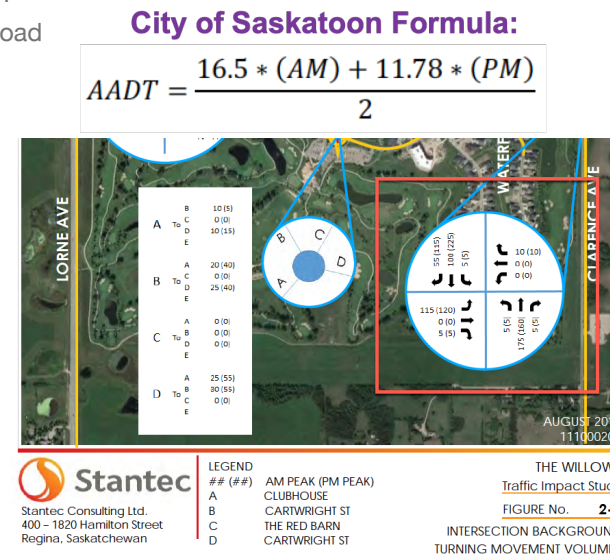 oad
City of Saskatoon Formula:
AADT = 16.5 * (AM) + 11.78 * (PM)
2
LORNE AVE
WATERF
CLARENCE AVE
A To
B 10 (5)
C 0 (0)
D 10 (15)
E
B To
A 20 (40)
C 0 (0)
D 25 (40)
E
C To
A 0 (0)
B 0 (0)
D 0 (0)
E
D To
A 25 (55)
B 80 (55)
C 0 (0)
E
B
C
D
A
55 (115)
100 (225)
5 (5)
10 (10)
0 (0)
0 (0)
115 (120)
0 (0)
5 (5)
5 (5)
175 (160)
5 (5)
AUGUST 20
1110002
Stantec
Stantec Consulting Ltd.
400 – 1820 Hamilton Street
Regina, Saskatchewan
LEGEND
## (##) AM PEAK (PM PEAK)
A CLUBHOUSE
B CARTWRIGHT ST
C THE RED BARN
D CARTWRIGHT ST
THE WILLOW
Traffic Impact Stud
FIGURE No. 2-
INTERSECTION BACKGROUN
TURNING MOVEMENT VOLUM